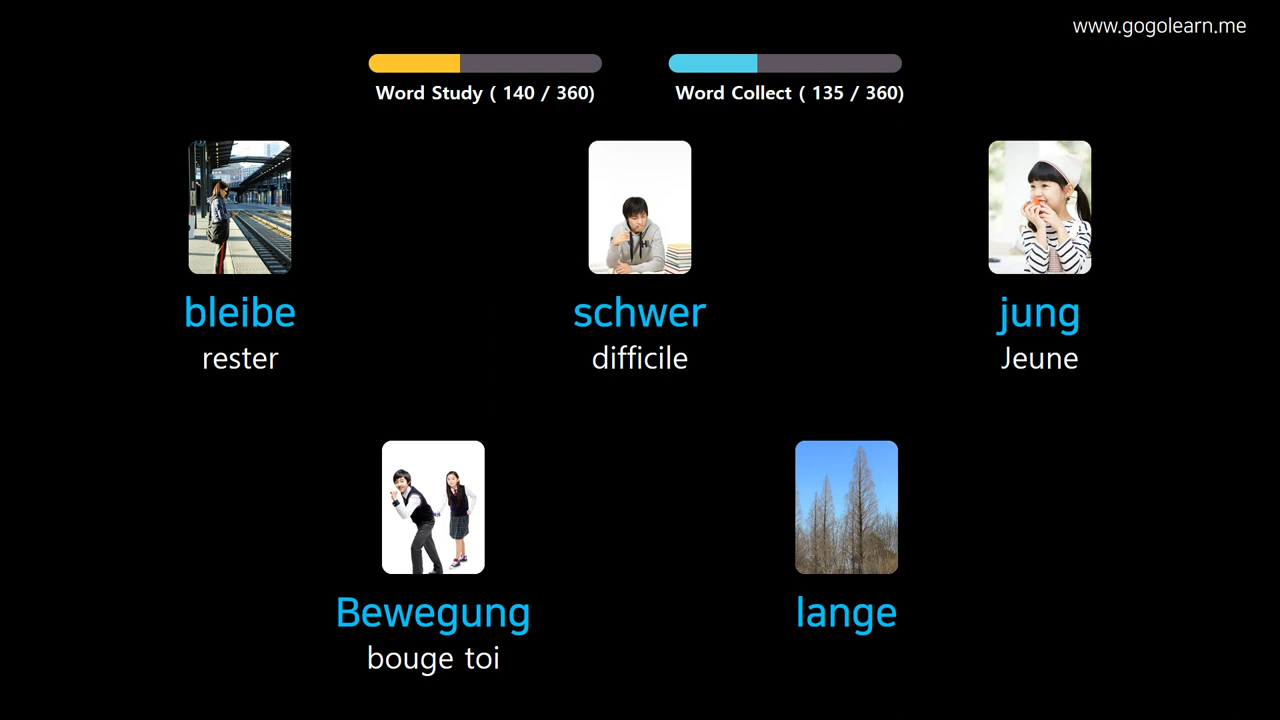 www.gogolearn.me
Word Study ( 140 / 360)
Word Collect ( 135 / 360)
bleibe
rester
schwer
difficile
jung
Jeune
Bewegung
bouge toi
lange